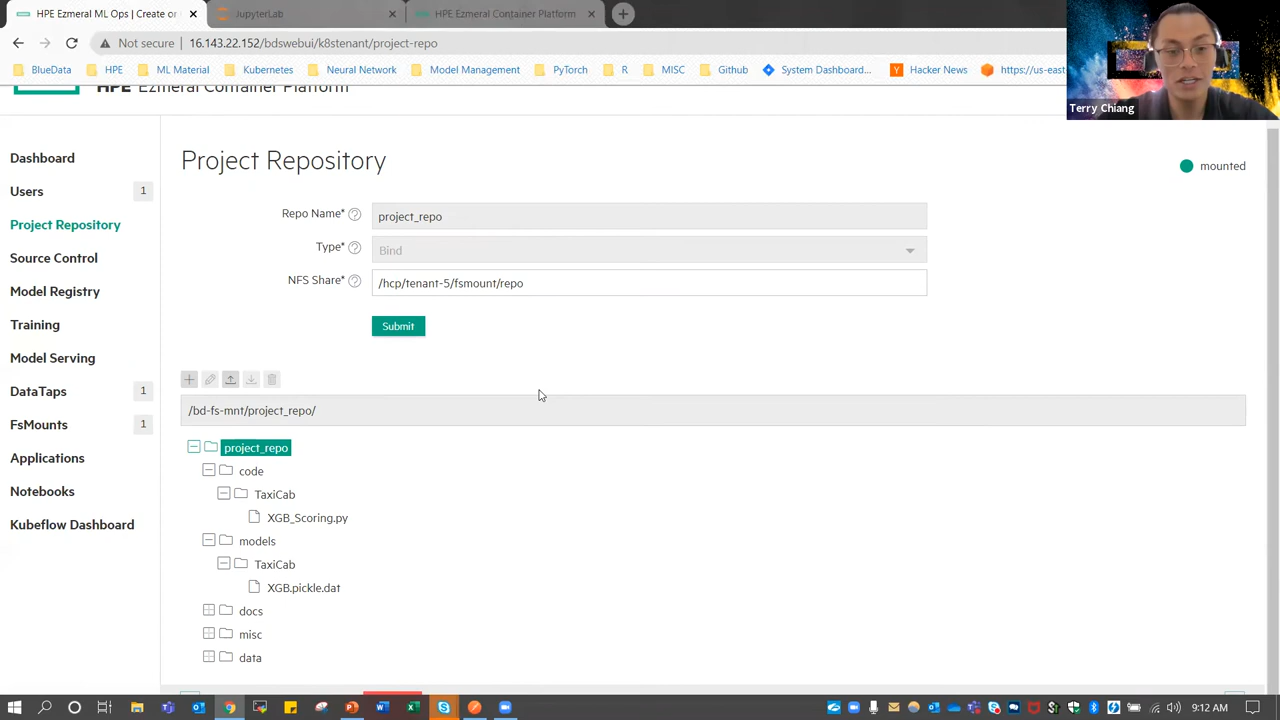 HPE Ezmeral ML Ops | Create or
JupyterLab
HPE Ezmeral Container Platform
Not secure
16.143.22.152/bdswebui/k8stenant/project-repo
BlueData
HPE
ML Material
Kubernetes
Neural Network
Model Management
PyTorch
R
MISC
Github
System Dashboard...
Hacker News
https://us-east
Terry Chiang
HPE Ezmeral Container Platform
Dashboard
Users
1
Project Repository
Source Control
Model Registry
Training
Model Serving
DataTaps
1
FsMounts
1
Applications
Notebooks
Kubeflow Dashboard
Project Repository
mounted
Repo Name*
project_repo
Type*
Bind
NFS Share*
/hcp/tenant-5/fsmount/repo
Submit
/bd-fs-mnt/project_repo/
project_repo
code
TaxiCab
XGB_Scoring.py
models
TaxiCab
XGB.pickle.dat
docs
misc
data
9:12 AM